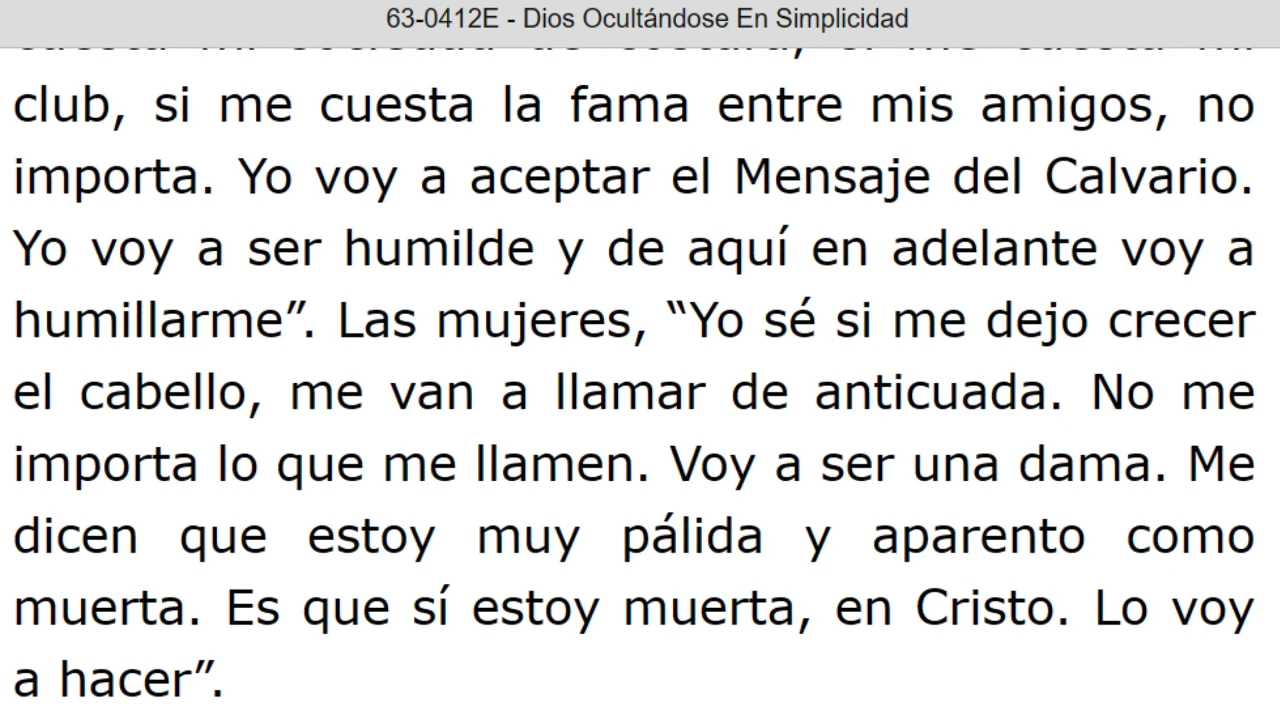 63-0412E - Dios Ocultándose En Simplicidad
club, si me cuesta la fama entre mis amigos, no
importa. Yo voy a aceptar el Mensaje del Calvario.
Yo voy a ser humilde y de aquí en adelante voy a
humillarme”. Las mujeres, “Yo sé si me dejo crecer
el cabello, me van a llamar de anticuada. No me
importa lo que me llamen. Voy a ser una dama. Me
dicen que estoy muy pálida y aparento como
muerta. Es que sí estoy muerta, en Cristo. Lo voy
a hacer”.